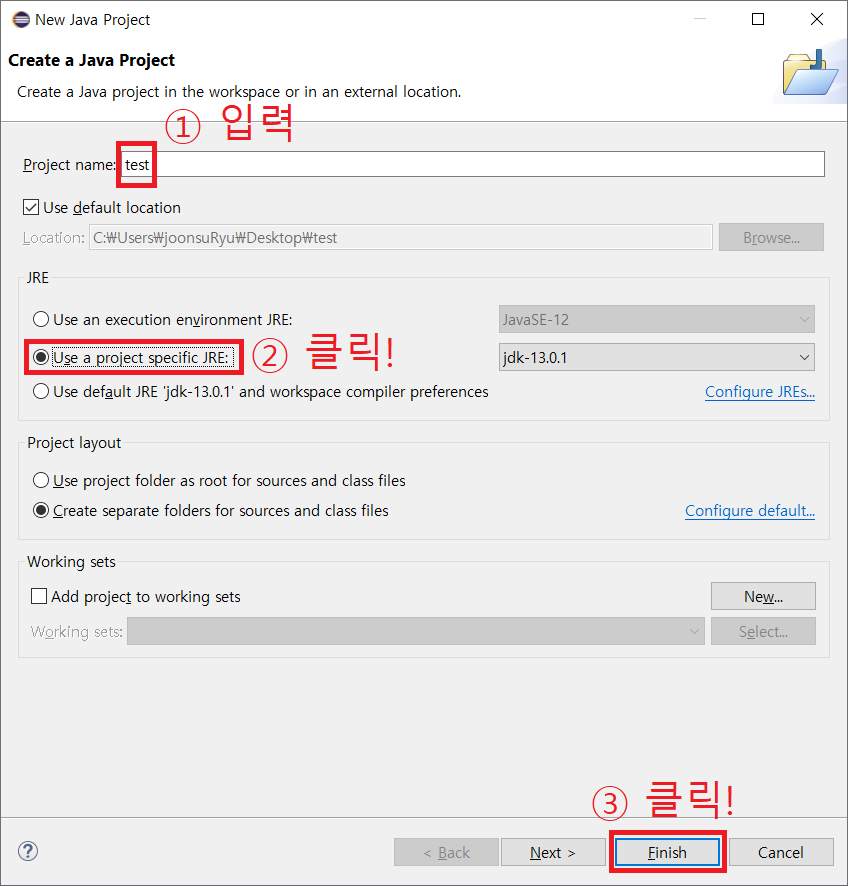 New Java Project
Create a Java Project
Create a Java project in the workspace or in an external location.
① 입력
Project name: test
Use default location
Location: C:₩Users₩joonsuRyu₩Desktop₩test Browse...
JRE
Use an execution environment JRE: JavaSE-12
Use a project specific JRE: ② 클릭! jdk-13.0.1
Use default JRE 'jdk-13.0.1' and workspace compiler preferences Configure JREs...
Project layout
Use project folder as root for sources and class files
Create separate folders for sources and class files Configure default...
Working sets
Add project to working sets New...
Working sets: Select...
③ 클릭!
? < Back Next > Finish Cancel